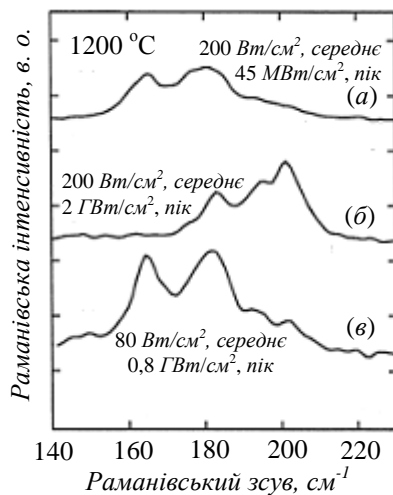 Раманівська інтенсивність, в. о.
1200 °C
200 Вт/см², середнє
45 МВт/см², пік
(а)
200 Вт/см², середнє
2 ГВт/см², пік
(б)
(в)
80 Вт/см², середнє
0,8 ГВт/см², пік
140 160 180 200 220
Раманівський зсув, см⁻¹